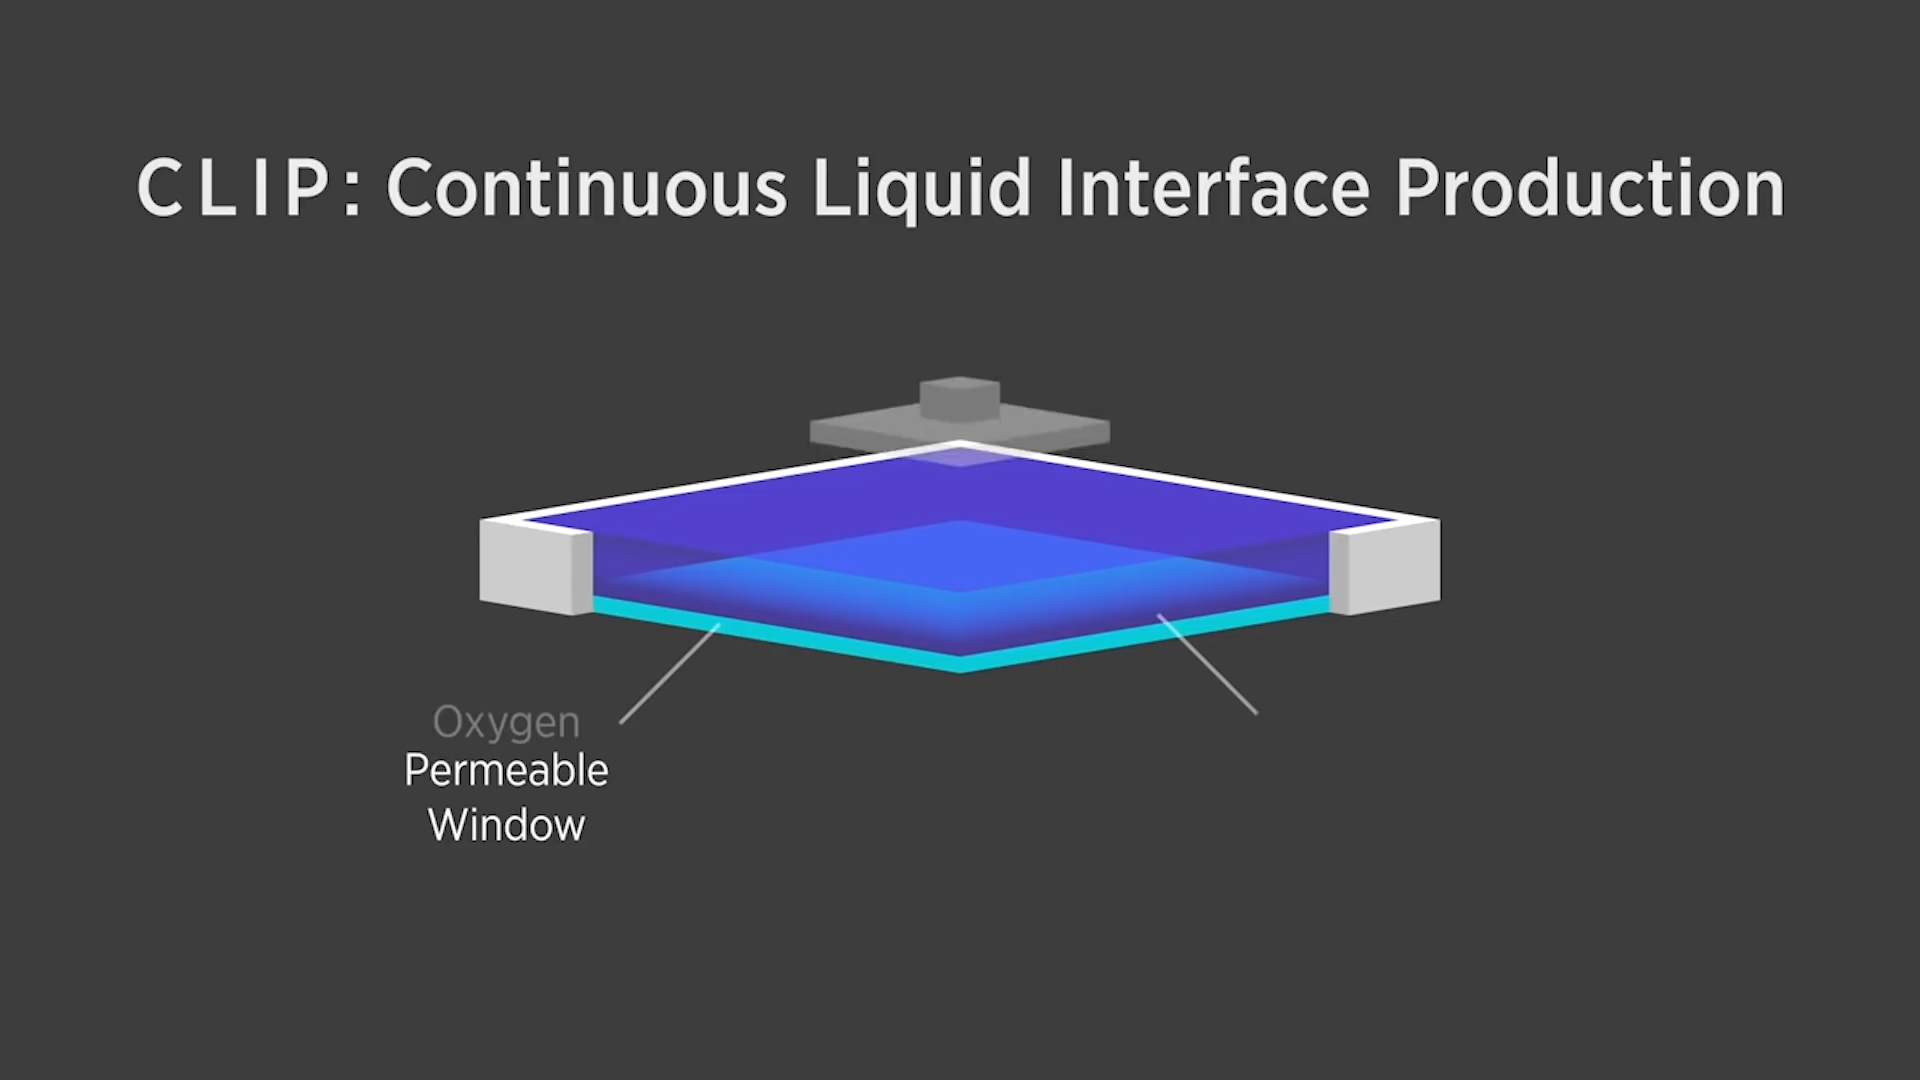 CLIP: Continuous Liquid Interface Production
Oxygen
Permeable
Window